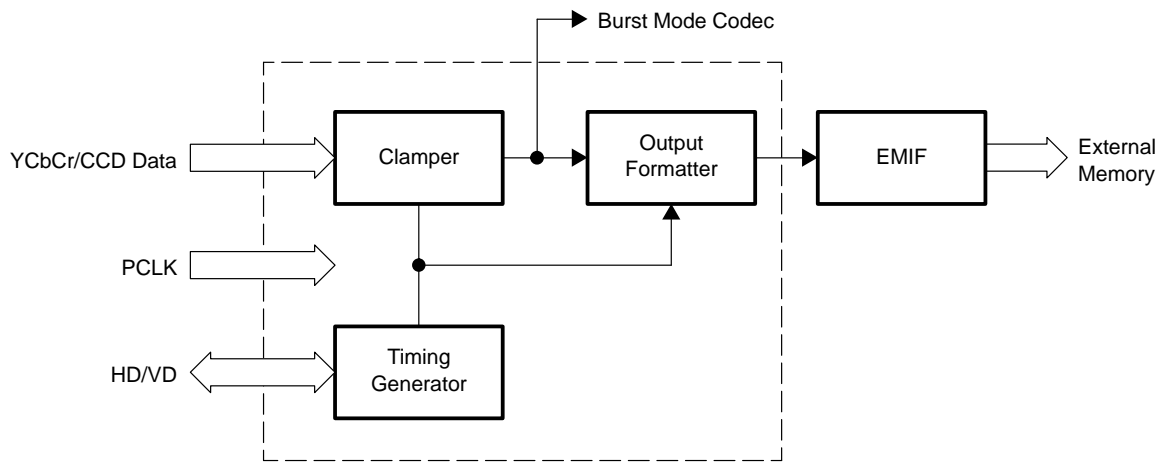 Burst Mode Codec
YCbCr/CCD Data
Clamper
Output
Formatter
EMIF
External
Memory
PCLK
HD/VD
Timing
Generator